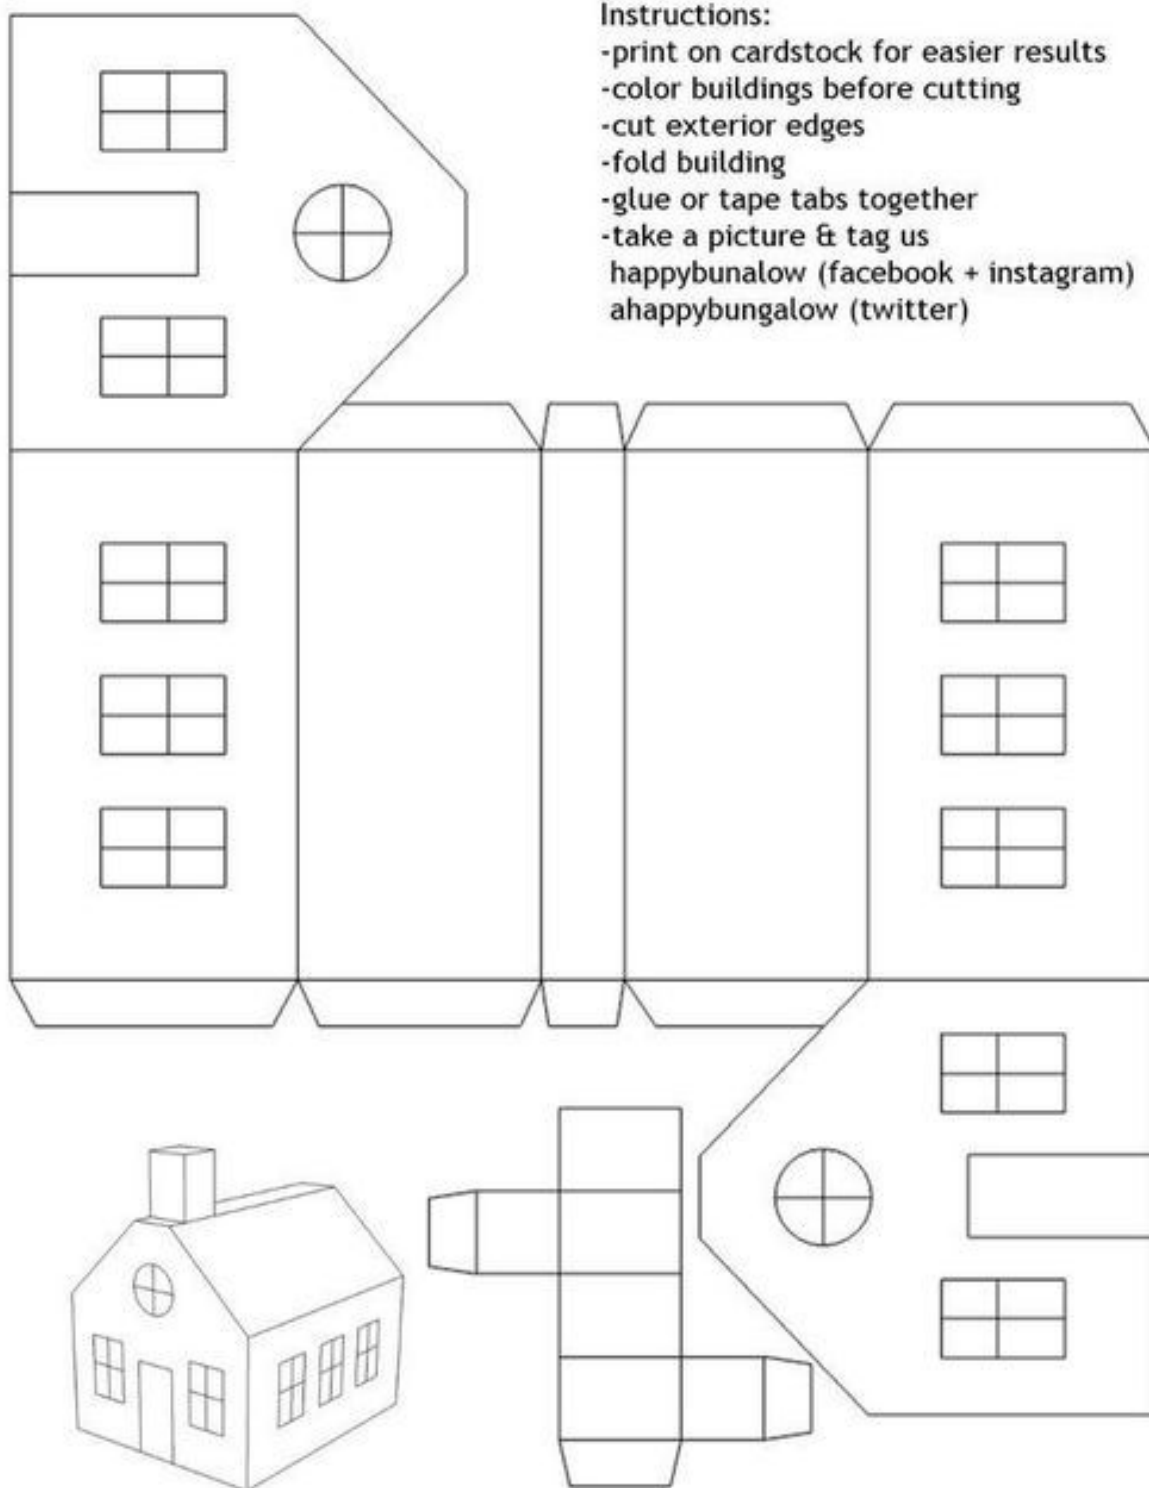 Instructions:
-print on cardstock for easier results
-color buildings before cutting
-cut exterior edges
-fold building
-glue or tape tabs together
-take a picture & tag us
happybunalow (facebook + instagram)
ahappybungalow (twitter)